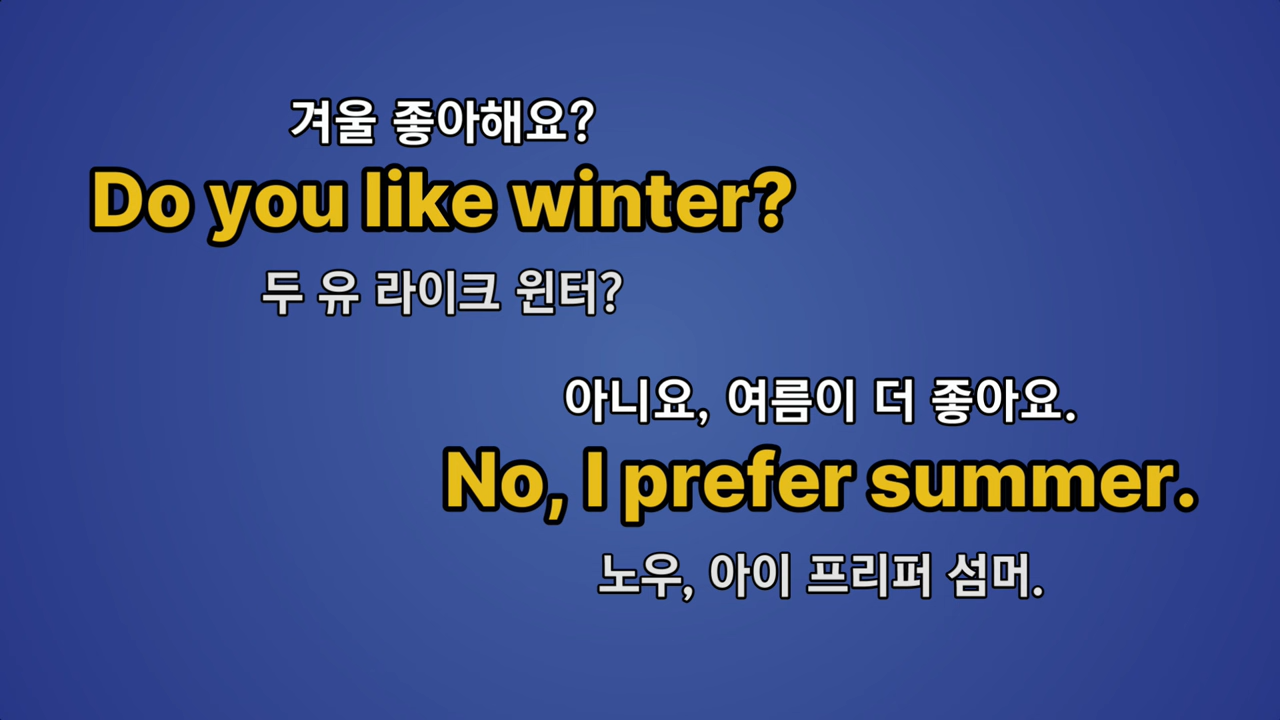 겨울 좋아해요?
Do you like winter?
두 유 라이크 윈터?
아니요, 여름이 더 좋아요.
No, I prefer summer.
노우, 아이 프리퍼 섬머.